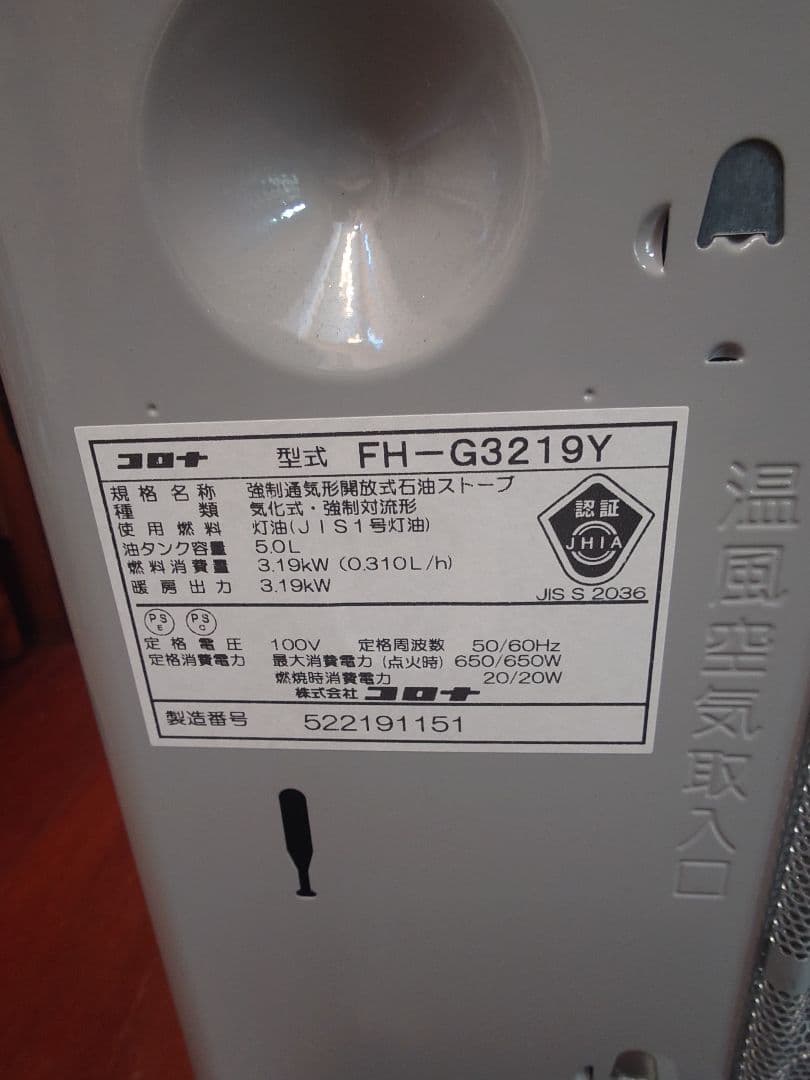 コロナ 型式 FH-G3219Y
規格名称 強制通気形開放式石油ストーブ
種類 気化式・強制対流形
使用燃料 灯油(JIS1号灯油)
油タンク容量 5.0L
燃料消費量 3.19kW (0.310L/h)
暖房出力 3.19kW
認証
JHIA
JIS S 2036
PS E PS C
定格電圧 100V 定格周波数 50/60Hz
定格消費電力 最大消費電力(点火時) 650/650W
燃焼時消費電力 20/20W
株式会社 コロナ
製造番号 522191151
温風空気取入口